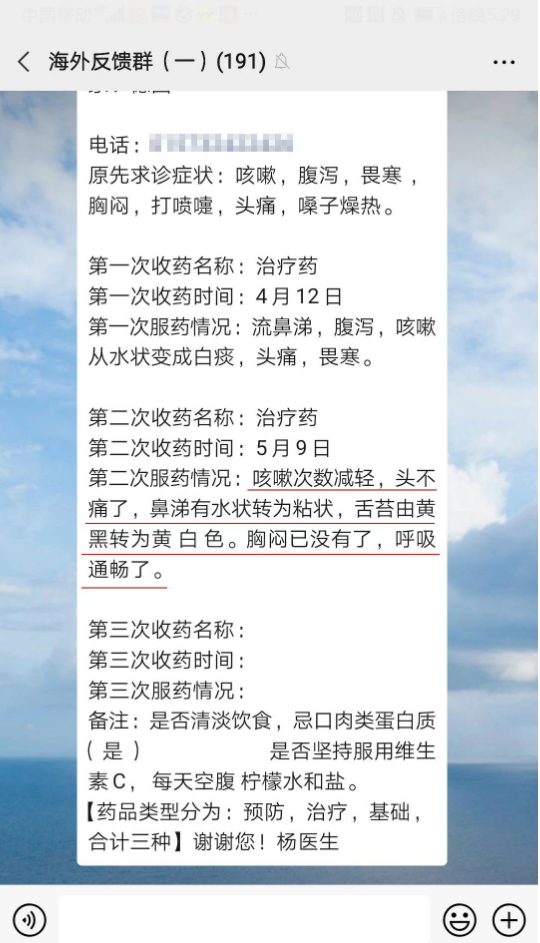 海外反馈群（一）(191)
电话：
原先求诊症状：咳嗽，腹泻，畏寒，
胸闷，打喷嚏，头痛，嗓子燥热。
第一次收药名称：治疗药
第一次收药时间：4月12日
第一次服药情况：流鼻涕，腹泻，咳嗽
从水状变成白痰，头痛，畏寒。
第二次收药名称：治疗药
第二次收药时间：5月9日
第二次服药情况：咳嗽次数减轻，头不
痛了，鼻涕有水状转为粘状，舌苔由黄
黑转为黄 白 色。胸闷已没有了，呼吸
通畅了。
第三次收药名称：
第三次收药时间：
第三次服药情况：
备注：是否清淡饮食，忌口肉类蛋白质
（ 是 ） 是否坚持服用维生
素C， 每天空腹 柠檬水和盐。
【药品类型分为：预防，治疗，基础，
合计三种】谢谢您！杨医生